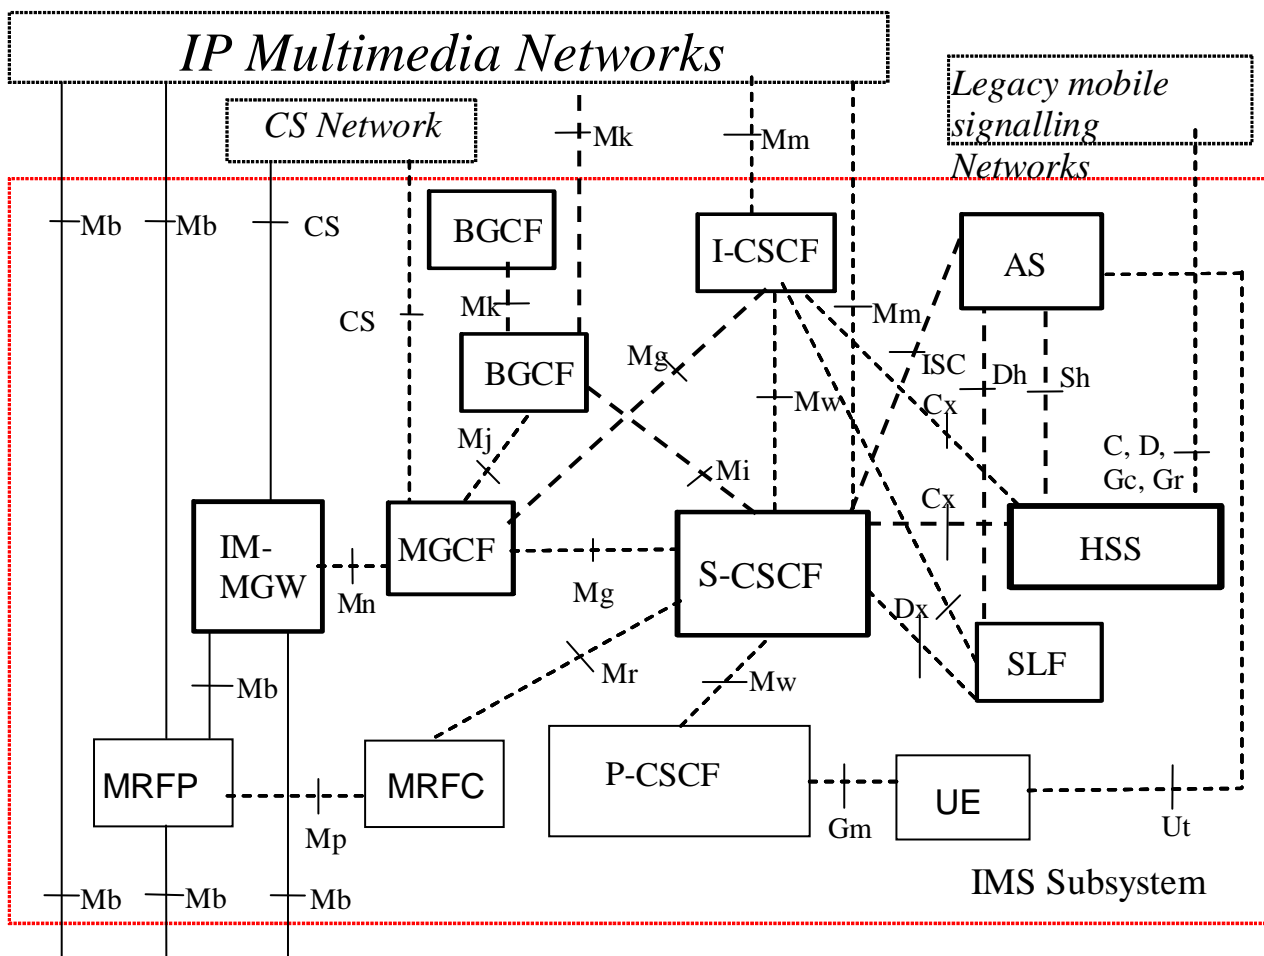 IP Multimedia Networks
Legacy mobile
signalling
Networks
CS Network
Mk
Mm
Mb
Mb
CS
BGCF
I-CSCF
AS
Mk
CS
Mm
Mg
BGCF
ISC
Dh
Sh
Mw
Cx
Mj
Mi
C, D,
Gc, Gr
Cx
IM-
MGW
MGCF
S-CSCF
HSS
Mn
Mg
Dx
SLF
Mb
Mr
Mw
MRFP
MRFC
P-CSCF
UE
Mp
Gm
Ut
IMS Subsystem
Mb
Mb
Mb